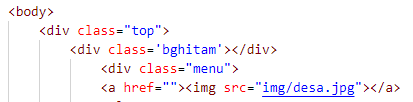 <body>
<div class="top">
<div class='bghitam'></div>
<div class="menu">
<a href=""><img src="img/desa.jpg"></a>